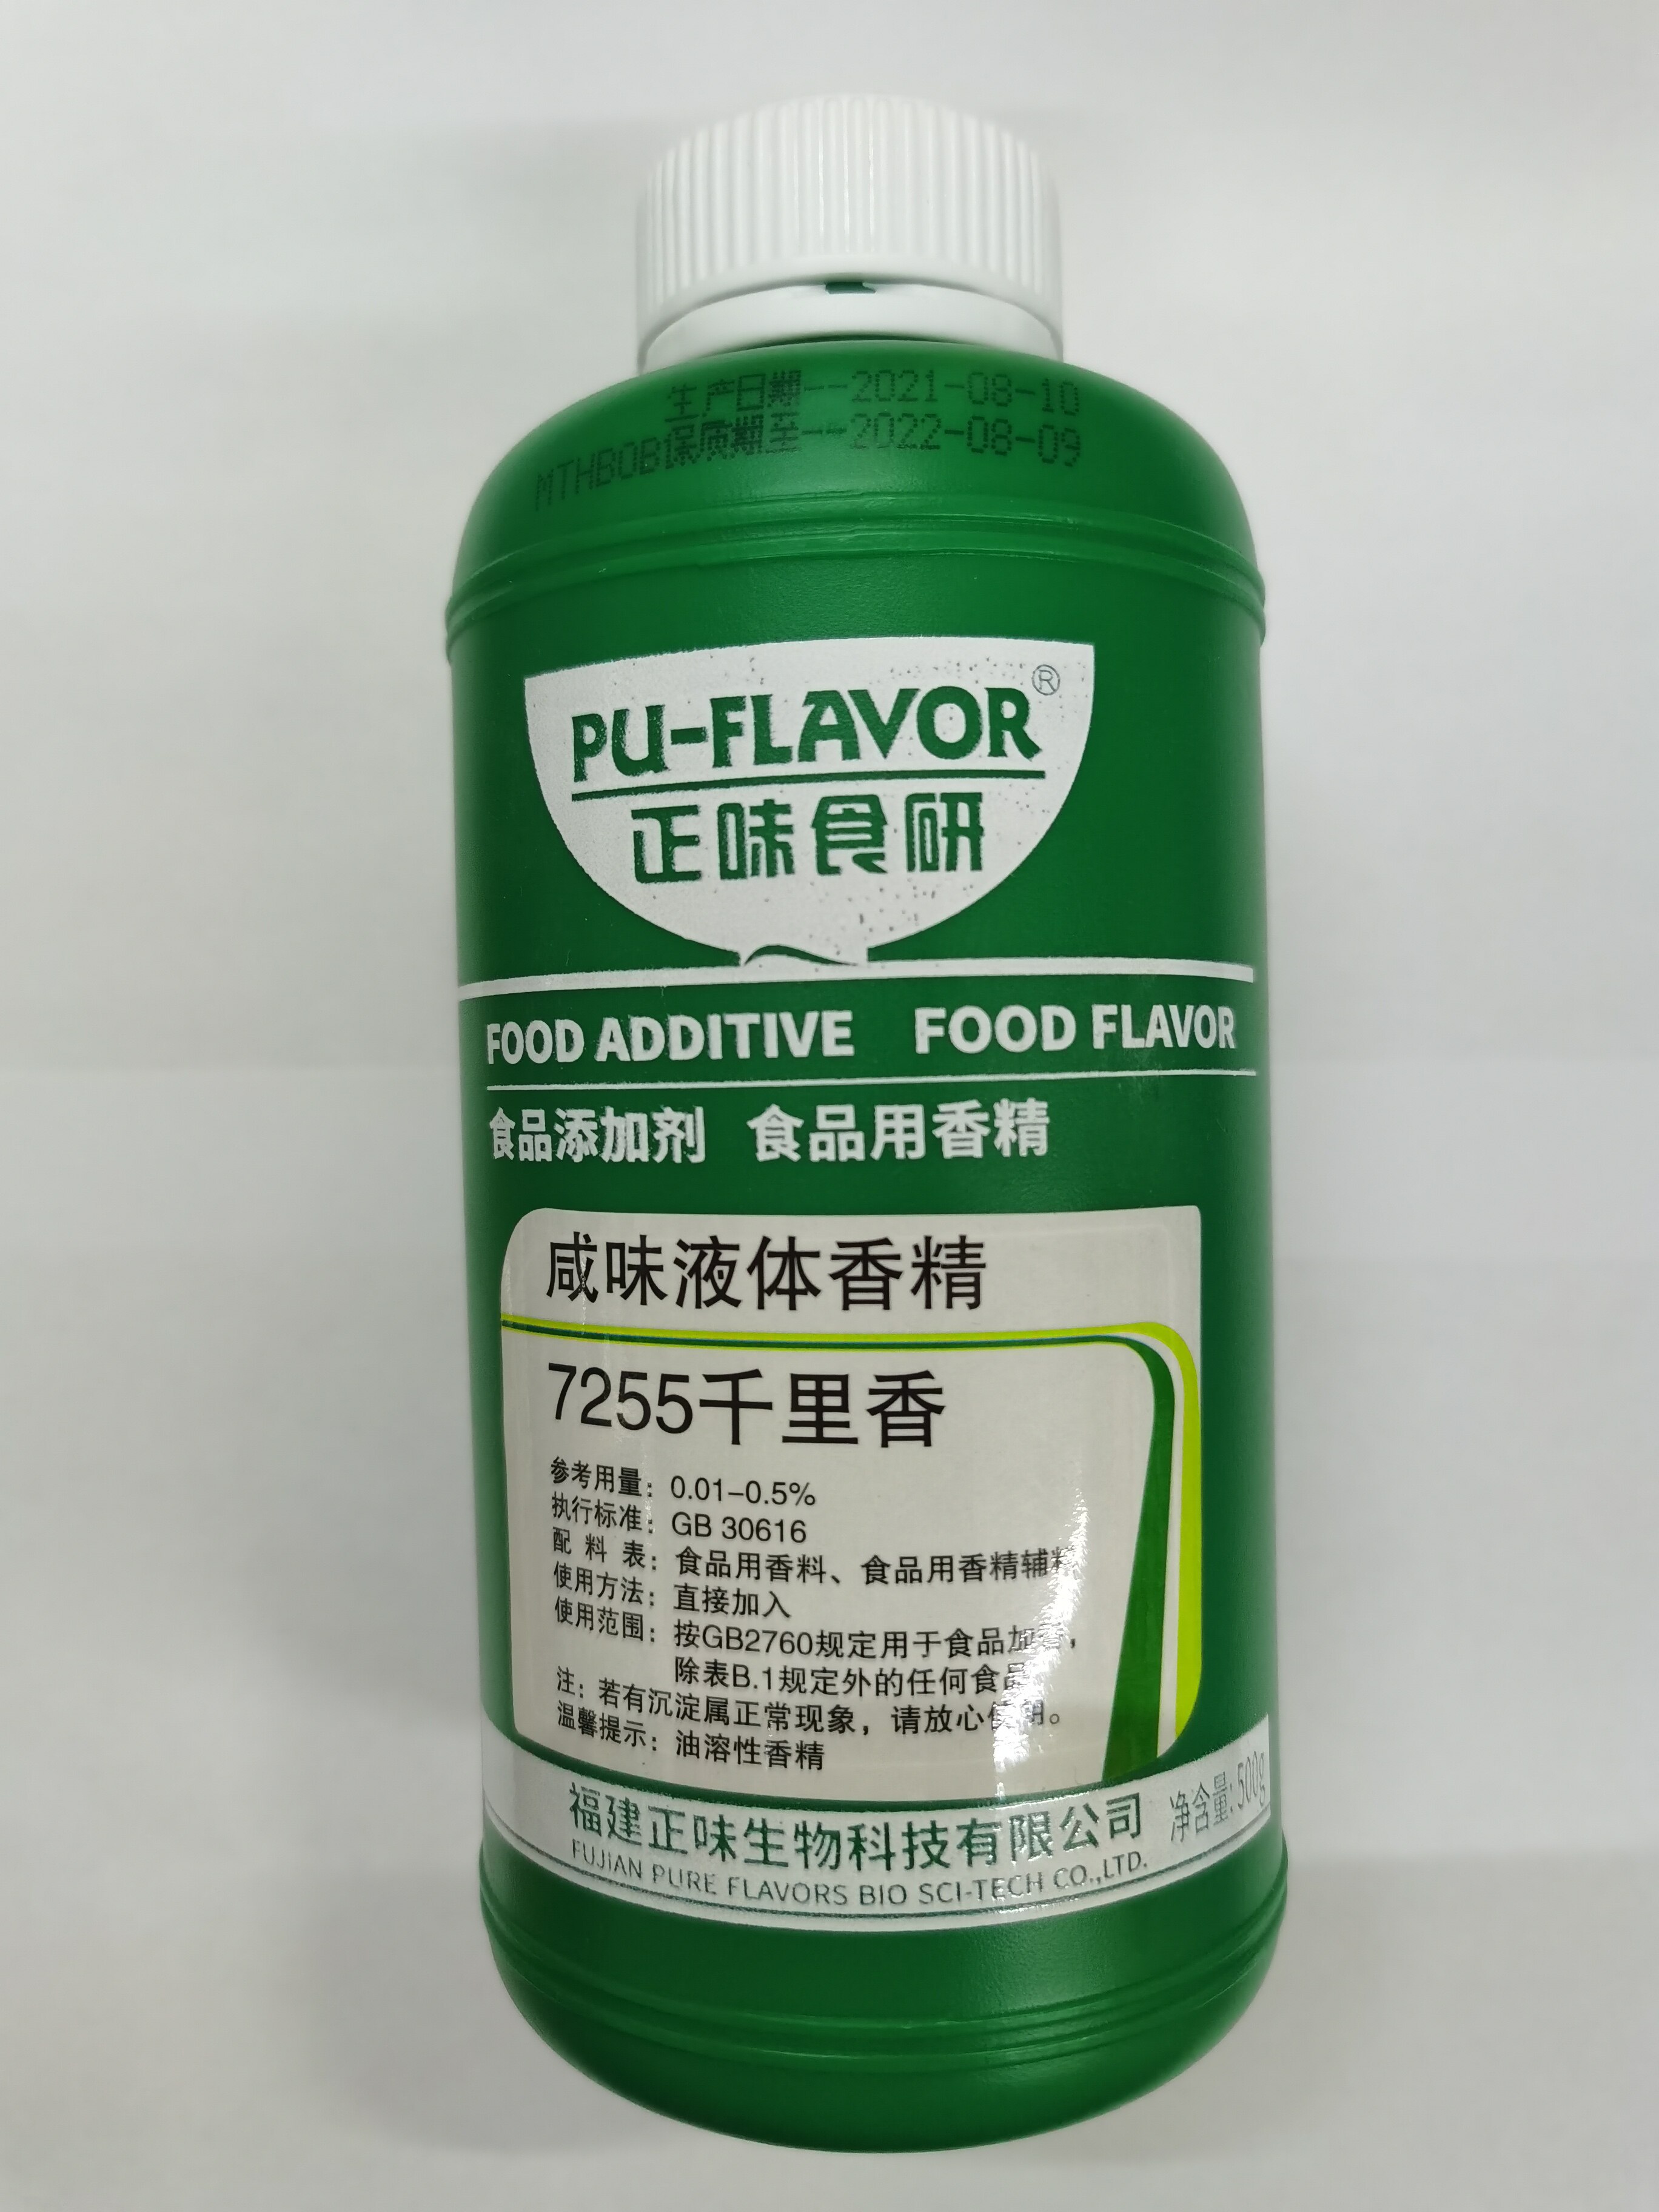 生产日期--2021-08-10
保质期至--2022-08-09
PU-FLAVOR®
正味食研
FOOD ADDITIVE FOOD FLAVOR
食品添加剂 食品用香精
咸味液体香精
7255千里香
参考用量：0.01-0.5%
执行标准：GB 30616
配 料 表：食品用香料、食品用香精辅料
使用方法：直接加入
使用范围：按GB2760规定用于食品加香，
除表B.1规定外的任何食品
注：若有沉淀属正常现象，请放心使用。
温馨提示：油溶性香精
福建正味生物科技有限公司 净含量:500g
FUJIAN PURE FLAVORS BIO SCI-TECH CO.,LTD.